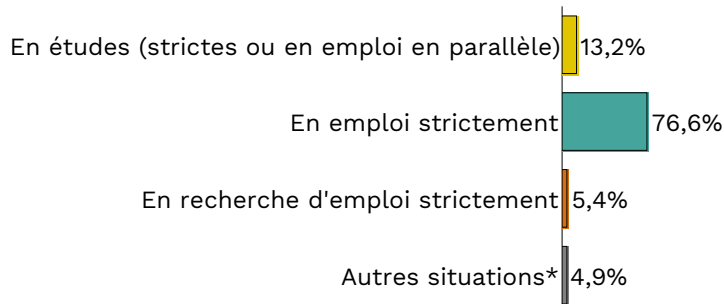 En études (strictes ou en emploi en parallèle) 13,2%
En emploi strictement 76,6%
En recherche d'emploi strictement 5,4%
Autres situations* 4,9%